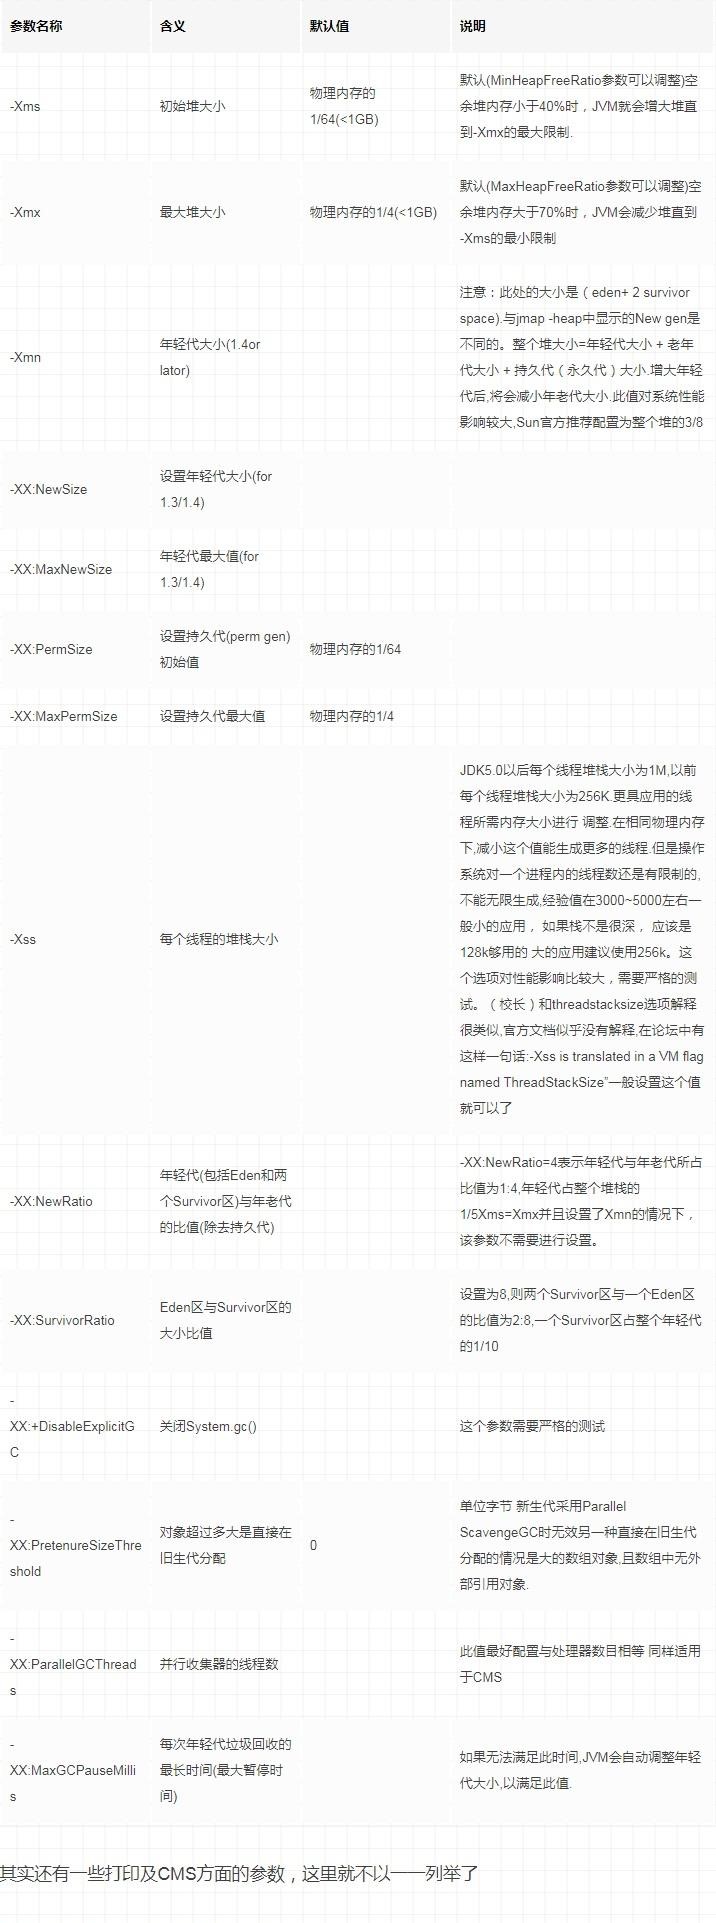 参数名称
含义
默认值
说明
-Xms
初始堆大小
物理内存的
1/64(<1GB)
默认(MinHeapFreeRatio参数可以调整)空
余堆内存小于40%时，JVM就会增大堆直
到-Xmx的最大限制.
-Xmx
最大堆大小
物理内存的1/4(<1GB)
默认(MaxHeapFreeRatio参数可以调整)空
余堆内存大于70%时，JVM会减少堆直到
-Xms的最小限制
-Xmn
年轻代大小(1.4or
lator)
注意：此处的大小是（eden+ 2 survivor
space).与jmap -heap中显示的New gen是
不同的。整个堆大小=年轻代大小 + 老年
代大小 + 持久代（永久代）大小.增大年轻
代后,将会减小年老代大小.此值对系统性能
影响较大,Sun官方推荐配置为整个堆的3/8
-XX:NewSize
设置年轻代大小(for
1.3/1.4)
-XX:MaxNewSize
年轻代最大值(for
1.3/1.4)
-XX:PermSize
设置持久代(perm gen)
初始值
物理内存的1/64
-XX:MaxPermSize
设置持久代最大值
物理内存的1/4
-Xss
每个线程的堆栈大小
JDK5.0以后每个线程堆栈大小为1M,以前
每个线程堆栈大小为256K.更具应用的线
程所需内存大小进行 调整.在相同物理内存
下,减小这个值能生成更多的线程.但是操作
系统对一个进程内的线程数还是有限制的,
不能无限生成,经验值在3000~5000左右一
般小的应用， 如果栈不是很深， 应该是
128k够用的 大的应用建议使用256k。这
个选项对性能影响比较大，需要严格的测
试。（校长）和threadstacksize选项解释
很类似,官方文档似乎没有解释,在论坛中有
这样一句话:-Xss is translated in a VM flag
named ThreadStackSize”一般设置这个值
就可以了
-XX:NewRatio
年轻代(包括Eden和两
个Survivor区)与年老代
的比值(除去持久代)
-XX:NewRatio=4表示年轻代与年老代所占
比值为1:4,年轻代占整个堆栈的
1/5Xms=Xmx并且设置了Xmn的情况下，
该参数不需要进行设置。
-XX:SurvivorRatio
Eden区与Survivor区的
大小比值
设置为8,则两个Survivor区与一个Eden区
的比值为2:8,一个Survivor区占整个年轻代
的1/10
-
XX:+DisableExplicitG
C
关闭System.gc()
这个参数需要严格的测试
-
XX:PretenureSizeThre
shold
对象超过多大是直接在
旧生代分配
0
单位字节 新生代采用Parallel
ScavengeGC时无效另一种直接在旧生代
分配的情况是大的数组对象,且数组中无外
部引用对象.
-
XX:ParallelGCThread
s
并行收集器的线程数
此值最好配置与处理器数目相等 同样适用
于CMS
-
XX:MaxGCPauseMilli
s
每次年轻代垃圾回收的
最长时间(最大暂停时
间)
如果无法满足此时间,JVM会自动调整年轻
代大小,以满足此值.
其实还有一些打印及CMS方面的参数，这里就不以一一列举了